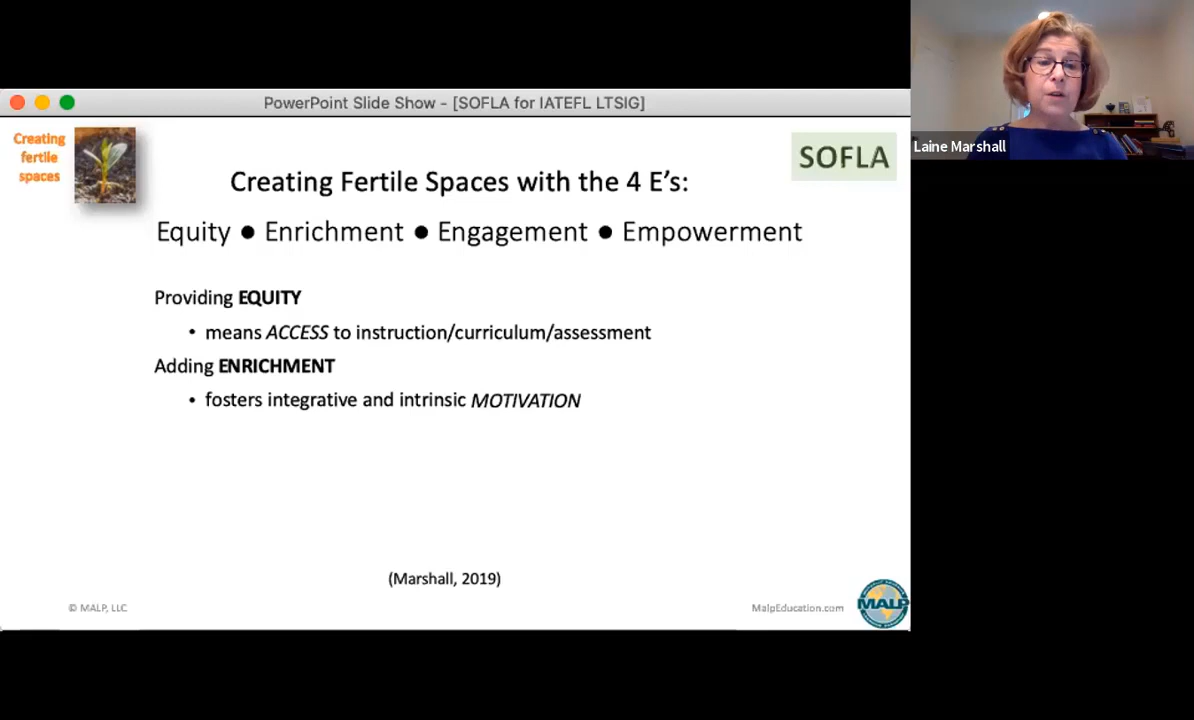 PowerPoint Slide Show - [SOFLA for IATEFL LTSIG]
Creating
fertile
spaces
SOFLA
Laine Marshall
Creating Fertile Spaces with the 4 E's:
Equity ● Enrichment ● Engagement ● Empowerment
Providing EQUITY
• means ACCESS to instruction/curriculum/assessment
Adding ENRICHMENT
• fosters integrative and intrinsic MOTIVATION
(Marshall, 2019)
© MALP, LLC
MalpEducation.com
MALP